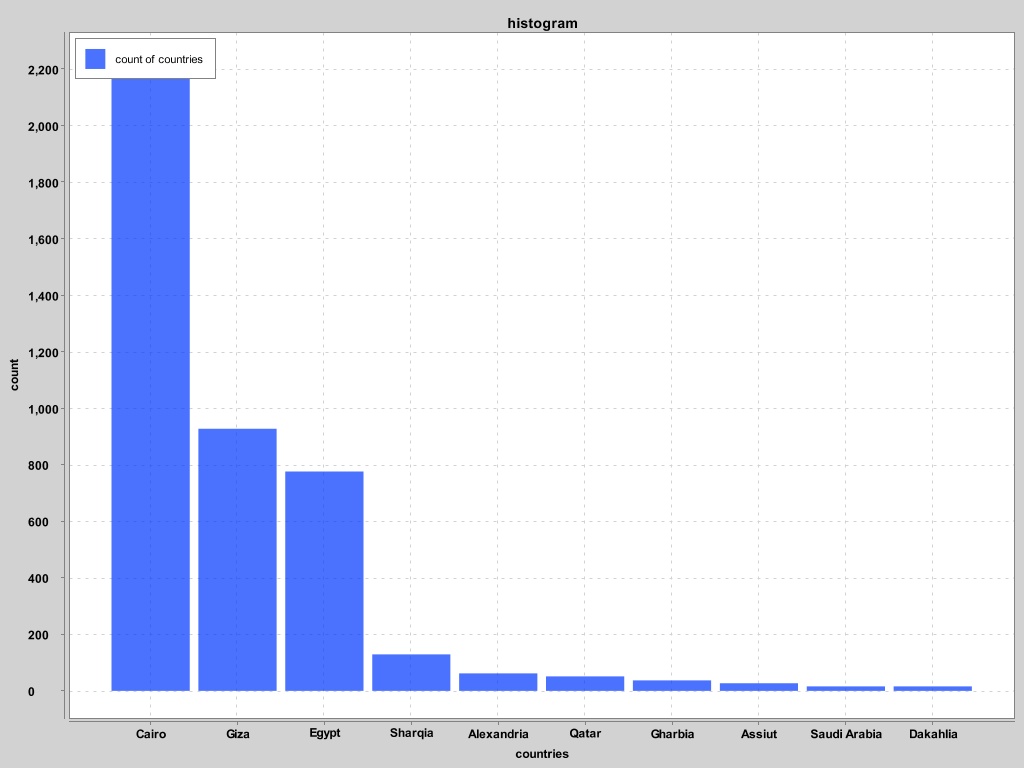 histogram
count of countries
2,200
2,000
1,800
1,600
1,400
1,200
1,000
800
600
400
200
0
count
Cairo Giza Egypt Sharqia Alexandria Qatar Gharbia Assiut Saudi Arabia Dakahlia
countries